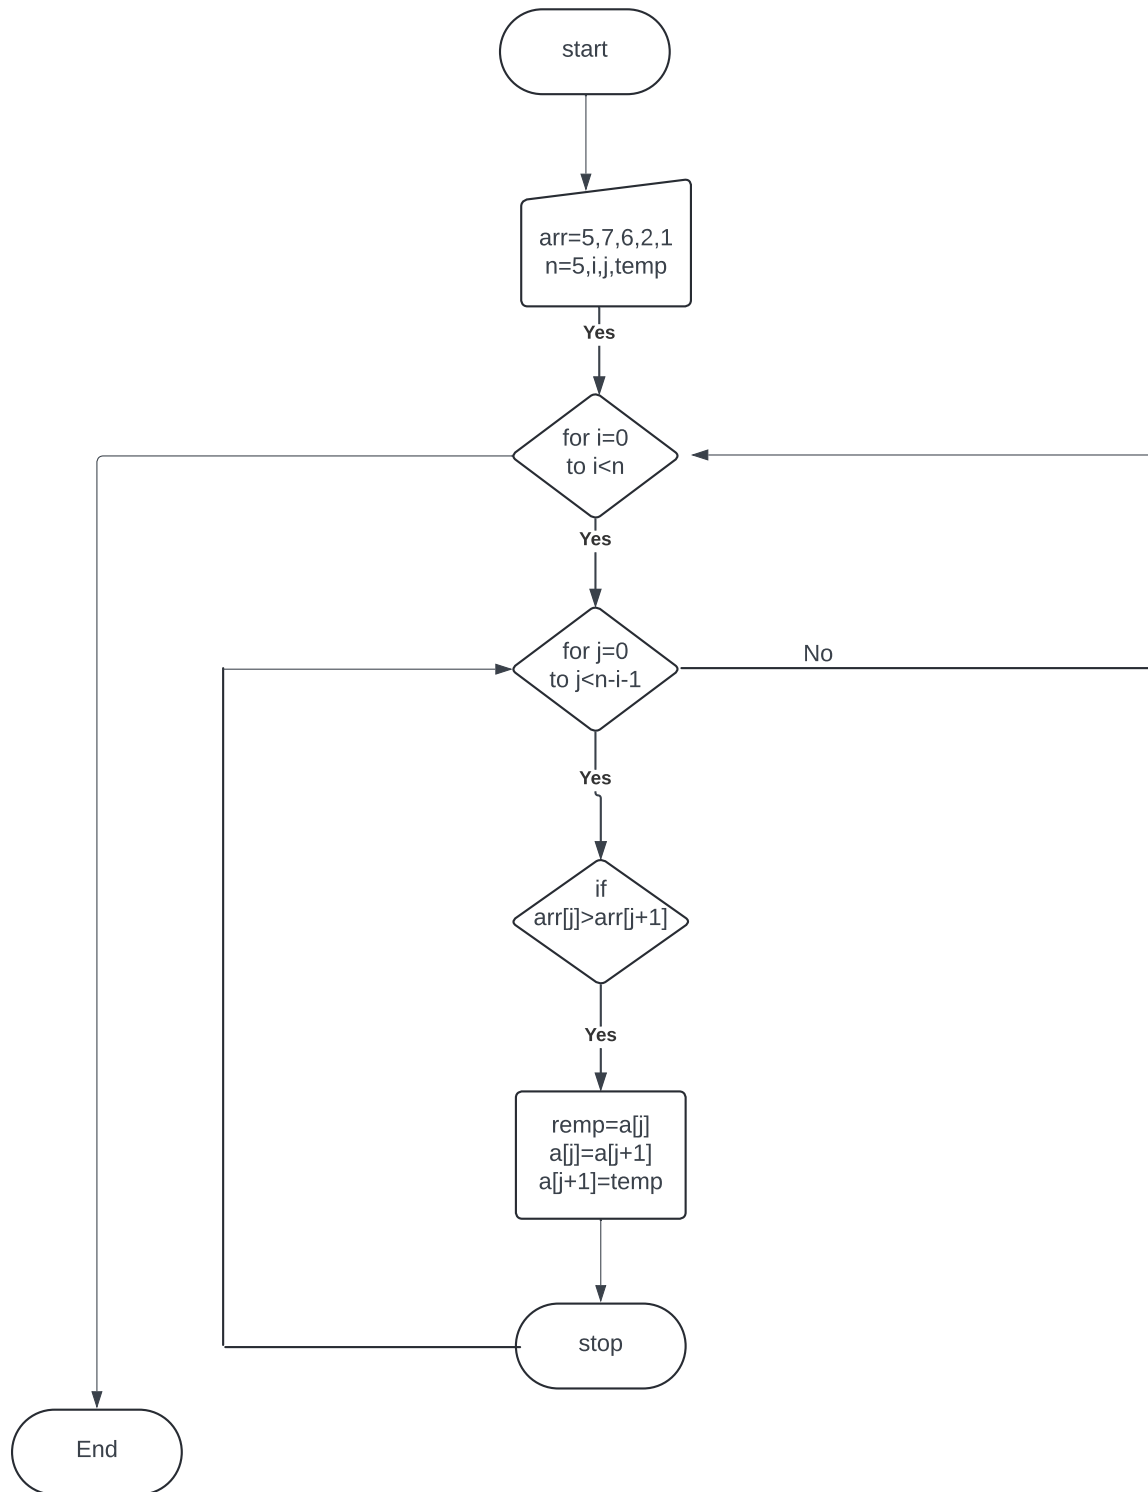 start
arr=5,7,6,2,1
n=5,i,j,temp
Yes
for i=0
to i<n
Yes
for j=0
to j<n-i-1
No
Yes
if
arr[j]>arr[j+1]
Yes
remp=a[j]
a[j]=a[j+1]
a[j+1]=temp
stop
End